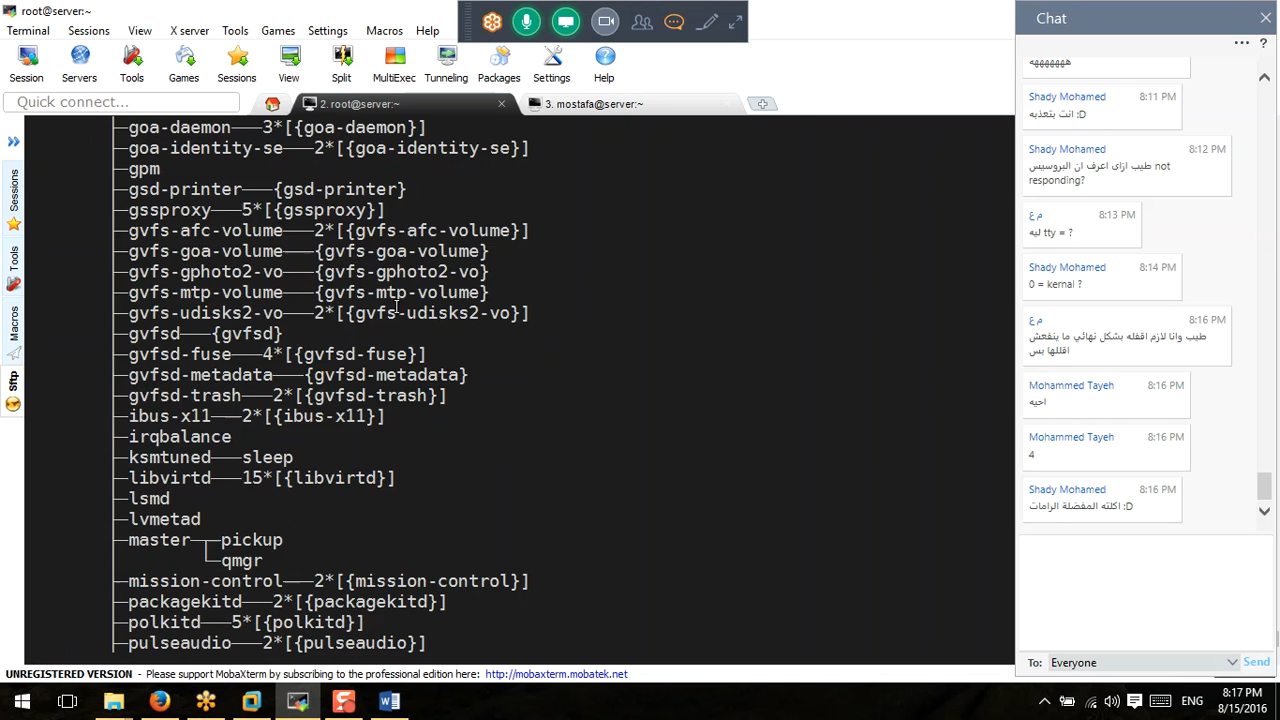 root@server:~
Terminal Sessions View X server Tools Games Settings Macros Help
Session Servers Tools Games Sessions View Split MultiExec Tunneling Packages Settings Help
Quick connect...
2. root@server:~
3. mostafa@server:~
Sessions
Tools
Macros
Sftp
├─goa-daemon───3*[{goa-daemon}]
├─goa-identity-se───2*[{goa-identity-se}]
├─gpm
├─gsd-printer───{gsd-printer}
├─gssproxy───5*[{gssproxy}]
├─gvfs-afc-volume───2*[{gvfs-afc-volume}]
├─gvfs-goa-volume───{gvfs-goa-volume}
├─gvfs-gphoto2-vo───{gvfs-gphoto2-vo}
├─gvfs-mtp-volume───{gvfs-mtp-volume}
├─gvfs-udisks2-vo───2*[{gvfs-udisks2-vo}]
├─gvfsd───{gvfsd}
├─gvfsd-fuse───4*[{gvfsd-fuse}]
├─gvfsd-metadata───{gvfsd-metadata}
├─gvfsd-trash───2*[{gvfsd-trash}]
├─ibus-x11───2*[{ibus-x11}]
├─irqbalance
├─ksmtuned───sleep
├─libvirtd───15*[{libvirtd}]
├─lsmd
├─lvmetad
├─master─┬─pickup
│ └─qmgr
├─mission-control───2*[{mission-control}]
├─packagekitd───2*[{packagekitd}]
├─polkitd───5*[{polkitd}]
├─pulseaudio───2*[{pulseaudio}]
UNREGISTERED VERSION - Please support MobaXterm by subscribing to the professional edition here: http://mobaxterm.mobatek.net
Chat
Shady Mohamed 8:11 PM
انت بتعذبه :D
Shady Mohamed 8:12 PM
طيب ازاى اعرف ان البروسيس not
responding?
م ع 8:13 PM
ليه tty = ?
Shady Mohamed 8:14 PM
0 = kernal ?
م ع 8:16 PM
طيب وانا لازم اقفله بشكل نهائي ما ينفعش
اقللها بس
Mohammed Tayeh 8:16 PM
احيه
Mohammed Tayeh 8:16 PM
4
Shady Mohamed 8:16 PM
اكلته المفضلة الرامات :D
To: Everyone Send
ENG
8:17 PM
8/15/2016